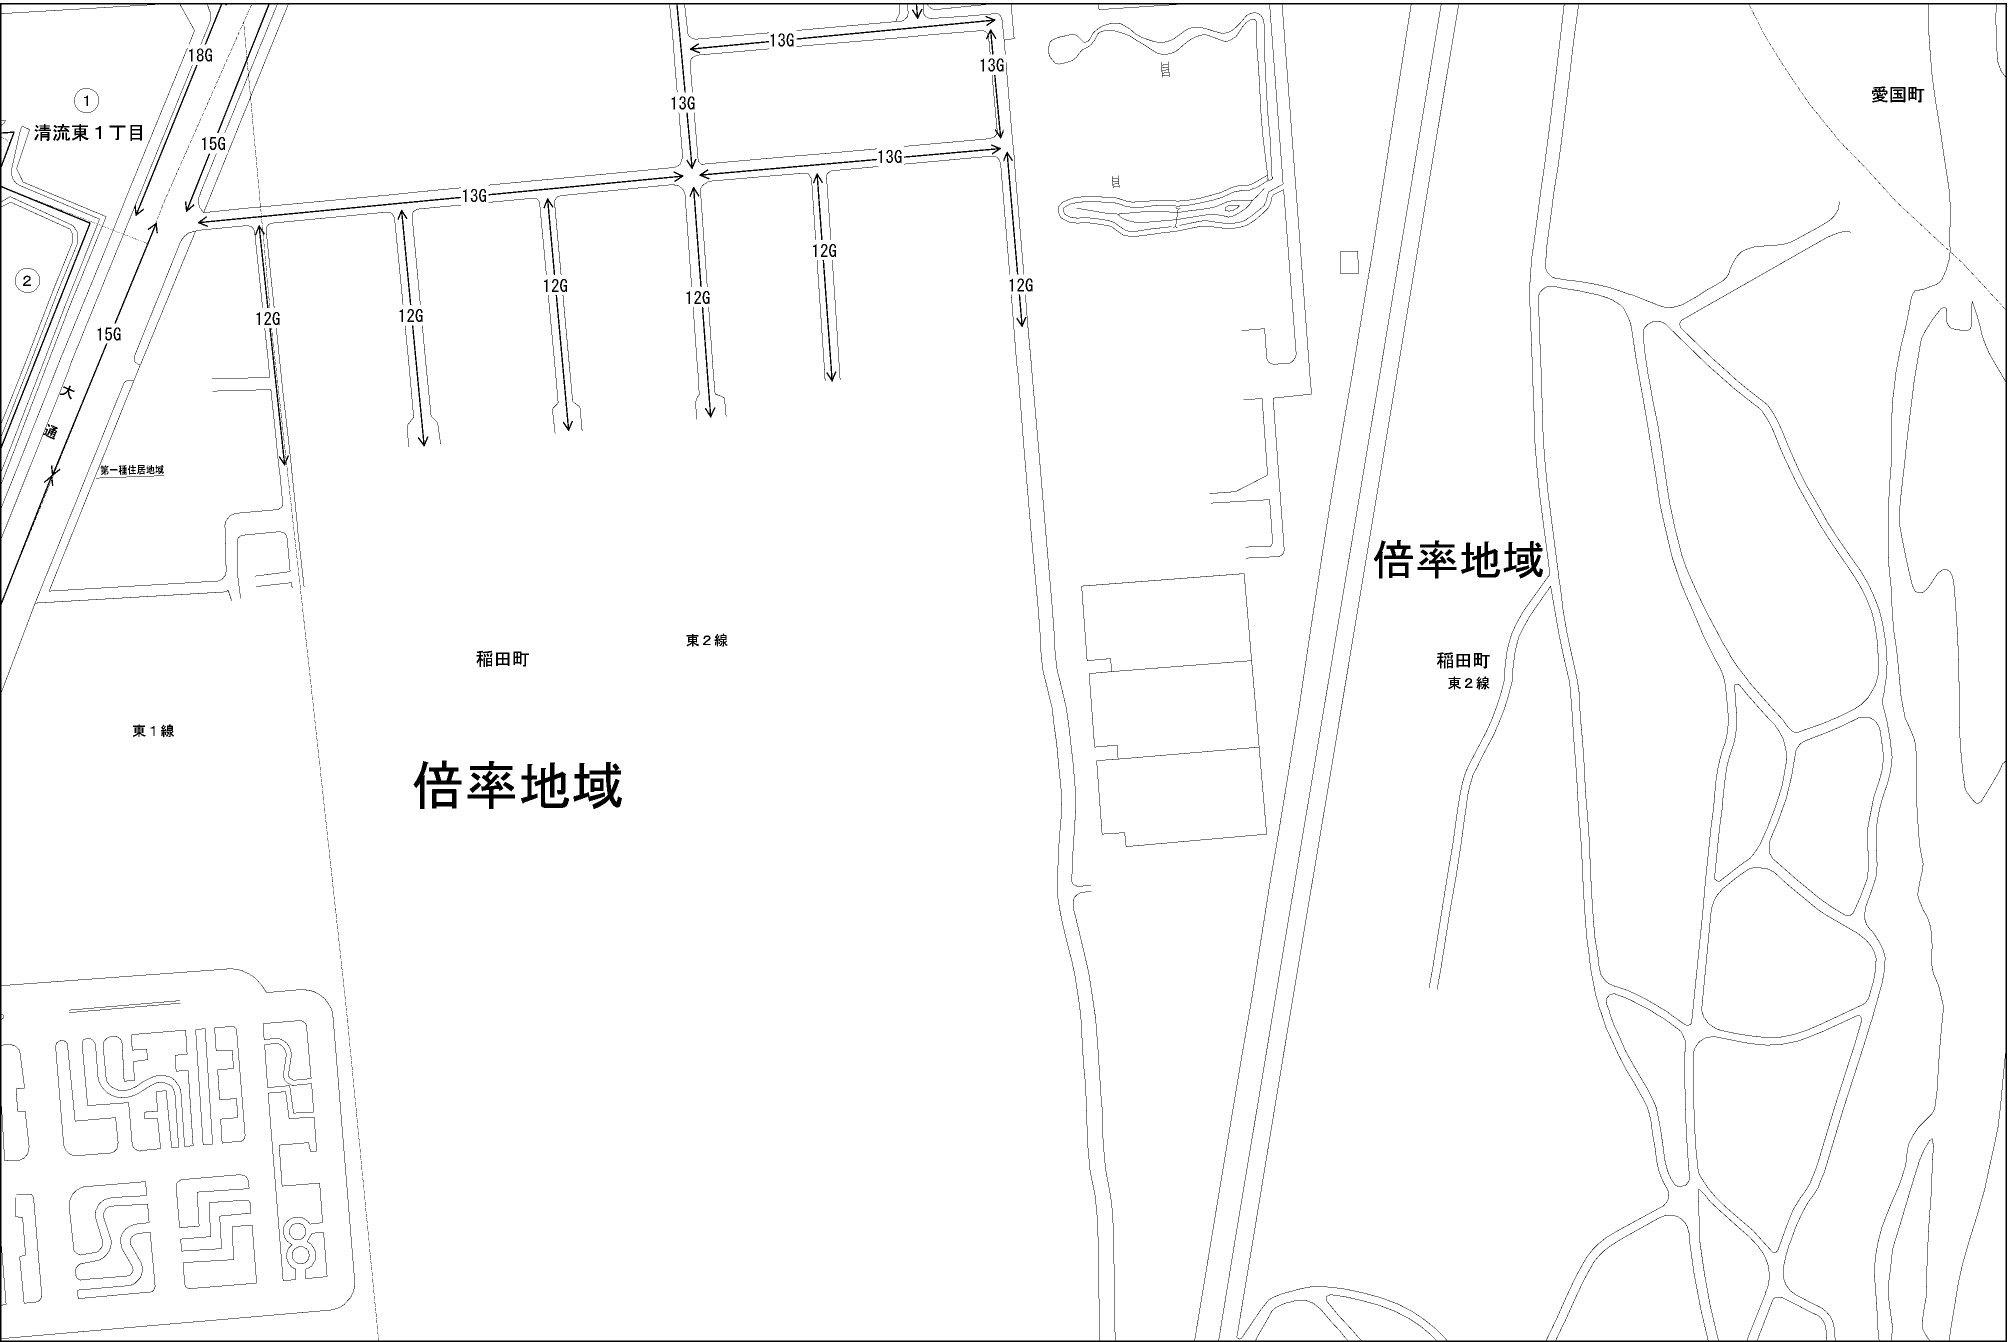 13G
18G
13G
愛国町
①
13G
清流東１丁目
15G
13G
13G
②
12G
12G
12G
12G
12G
12G
15G
大通
第一種住居地域
倍率地域
東２線
稲田町
稲田町
東２線
東１線
倍率地域